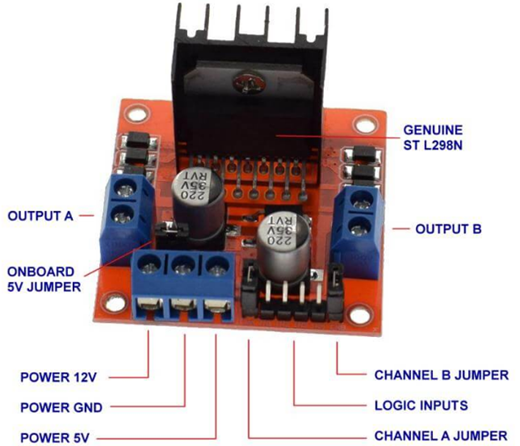 GENUINE
ST L298N
220
35V
RVT
220
35V
RVT
OUTPUT A
OUTPUT B
ONBOARD
5V JUMPER
POWER 12V
CHANNEL B JUMPER
POWER GND
LOGIC INPUTS
POWER 5V
CHANNEL A JUMPER